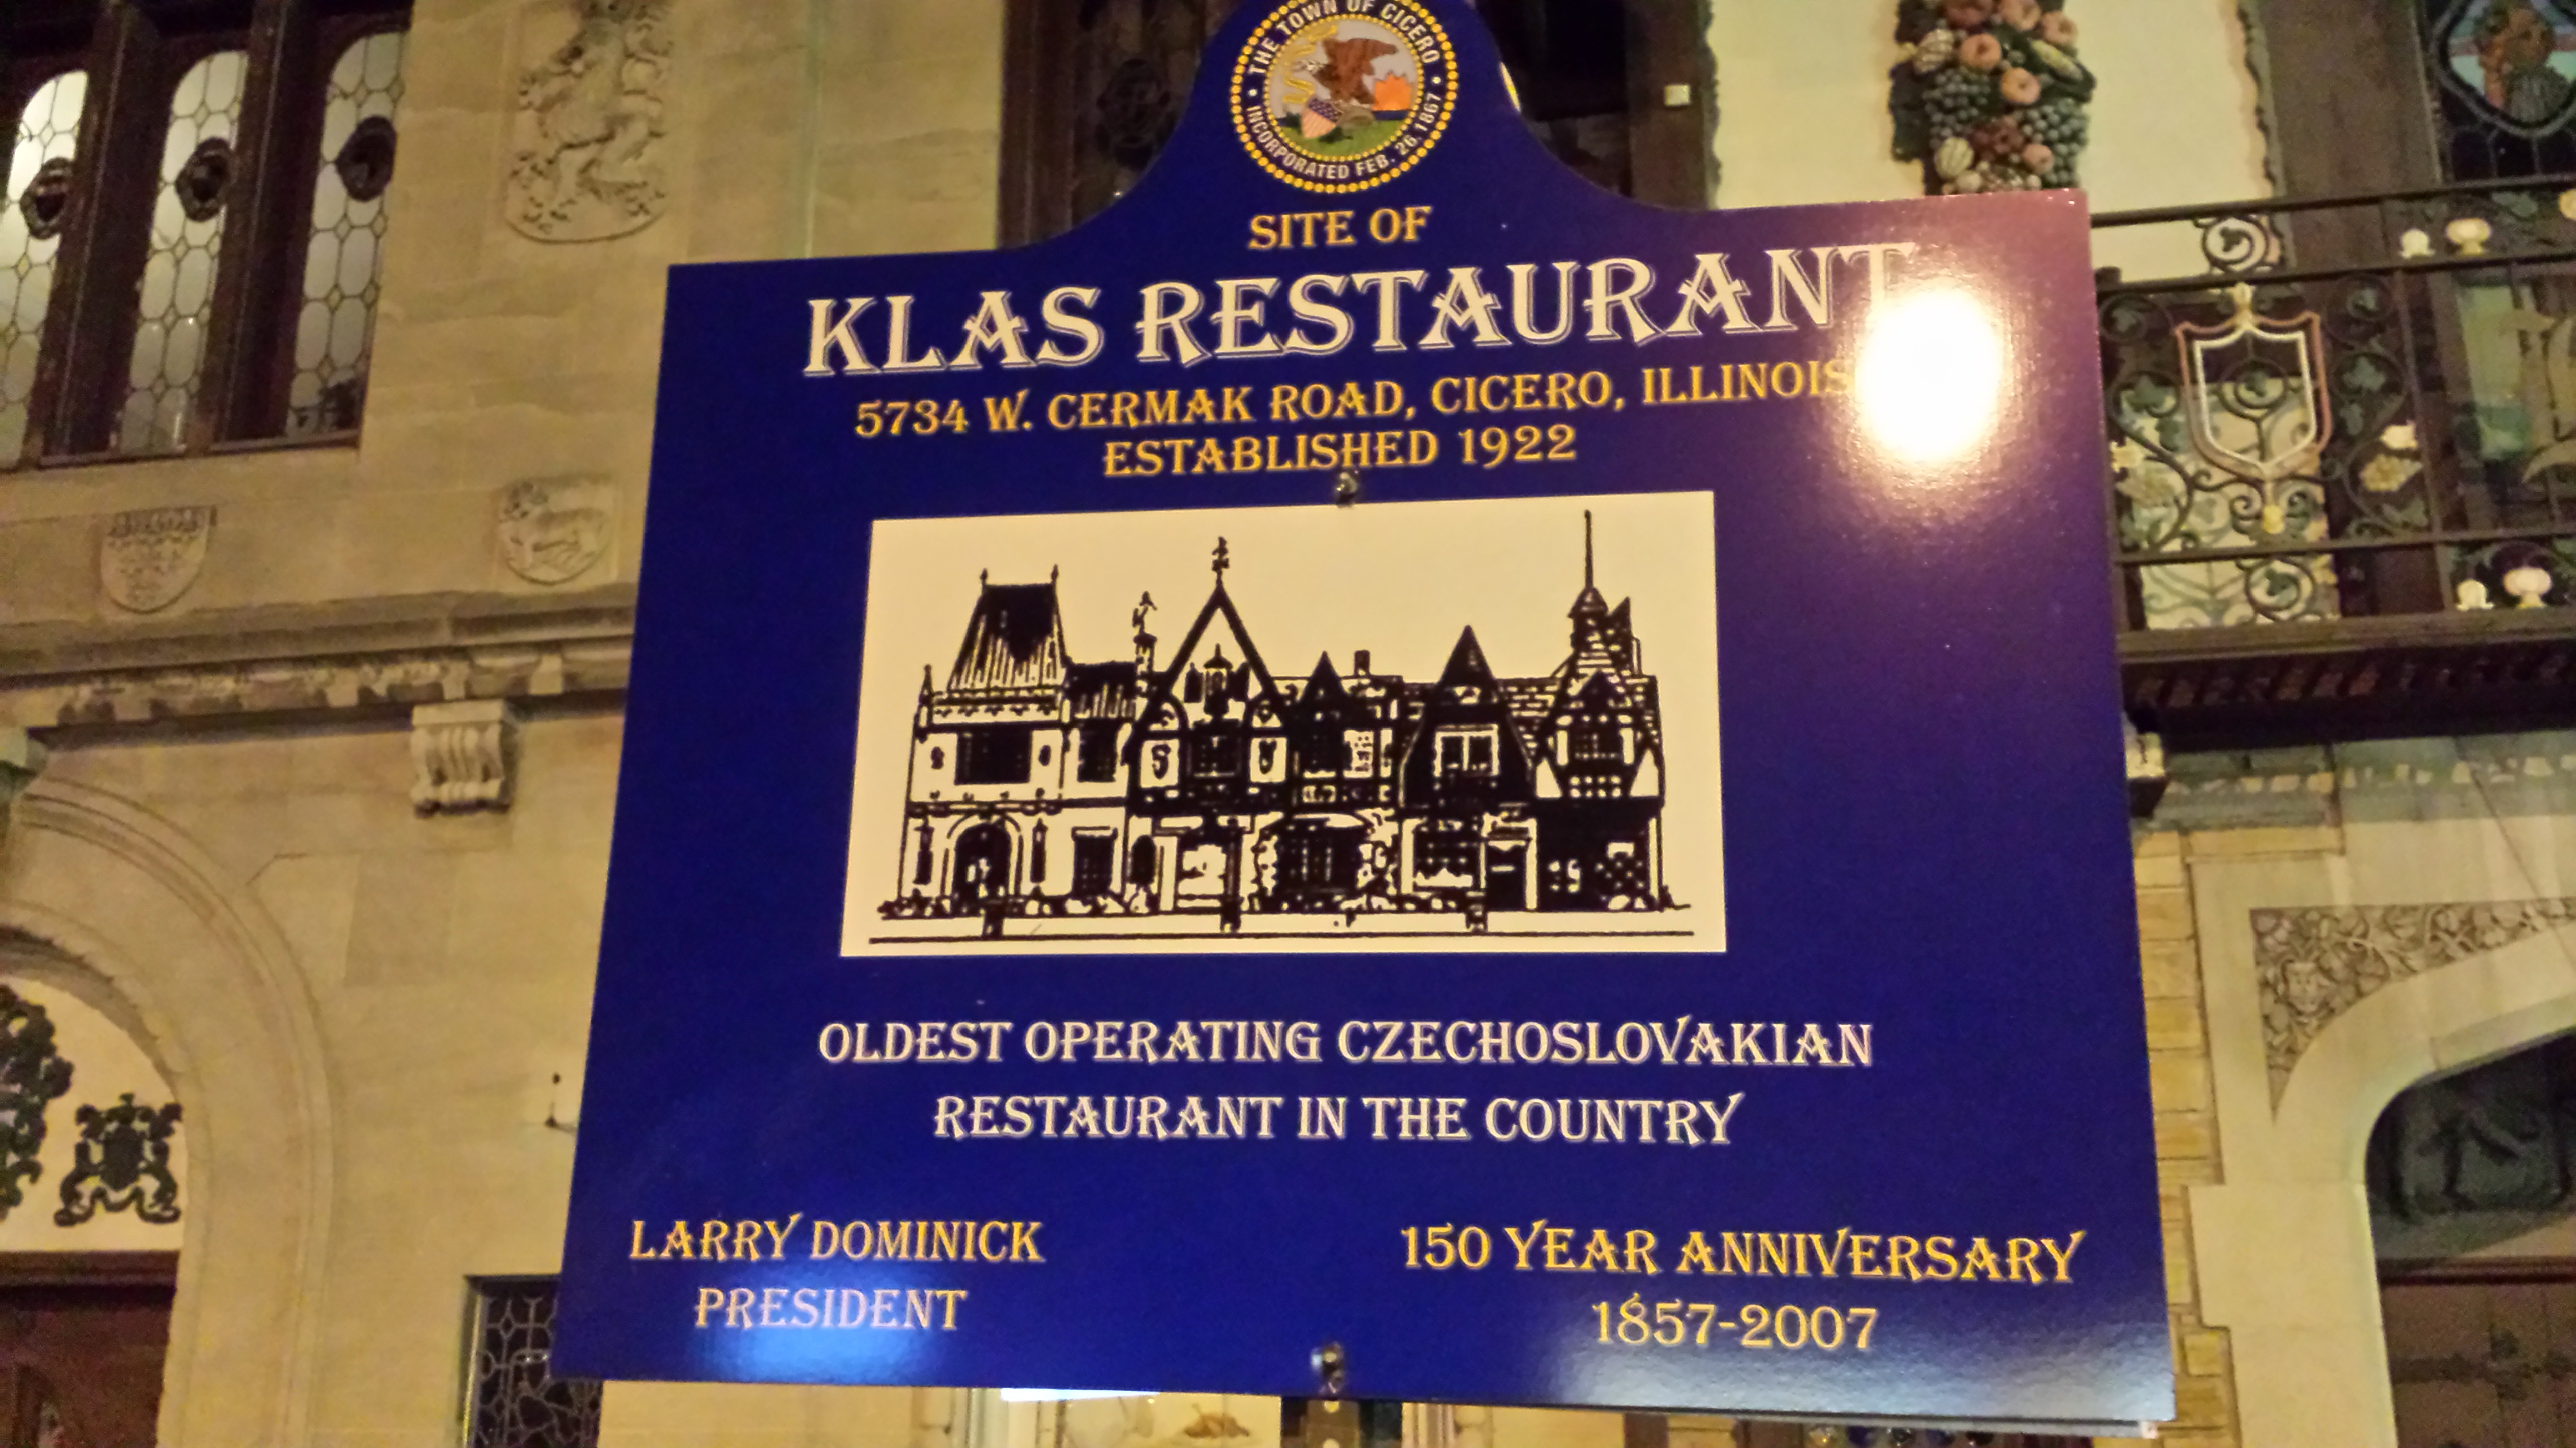 THE TOWN OF CICERO
INCORPORATED FEB. 26, 1867
SITE OF
KLAS RESTAURANT
5734 W. CERMAK ROAD, CICERO, ILLINOIS
ESTABLISHED 1922
OLDEST OPERATING CZECHOSLOVAKIAN
RESTAURANT IN THE COUNTRY
LARRY DOMINICK
PRESIDENT
150 YEAR ANNIVERSARY
1857-2007